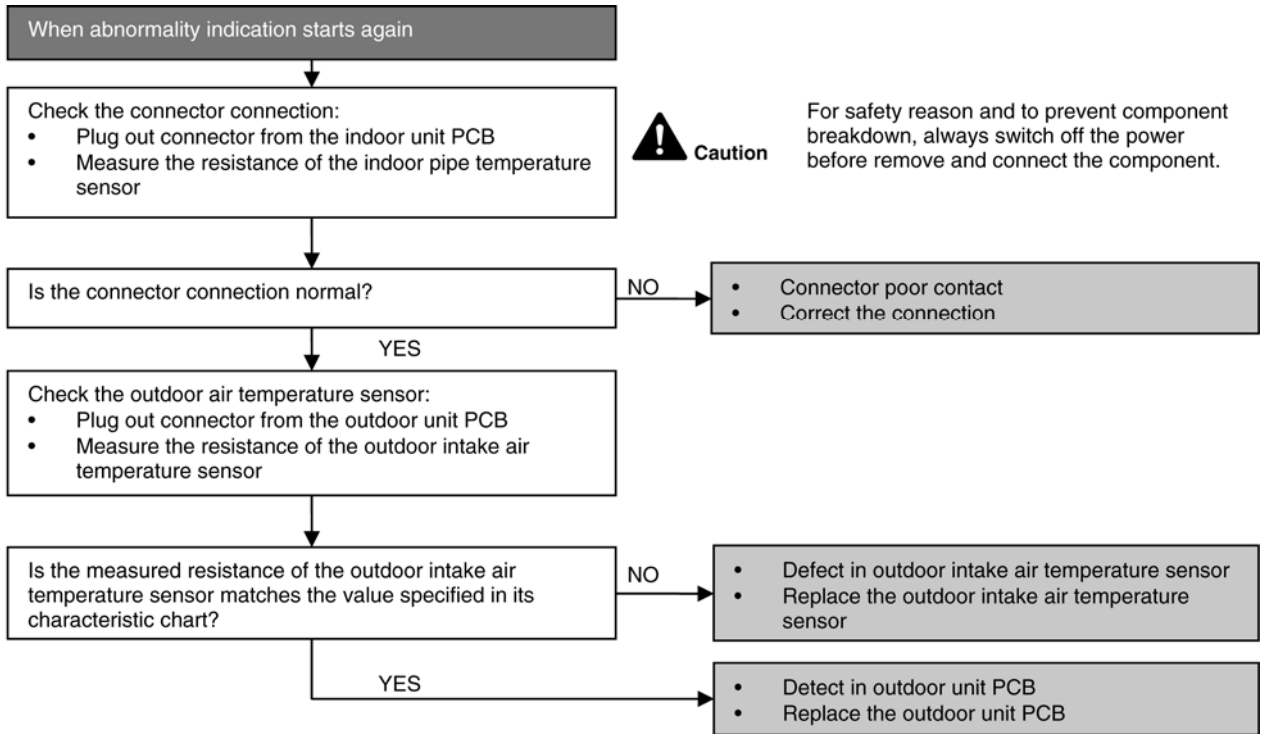 When abnormality indication starts again
Check the connector connection:
• Plug out connector from the indoor unit PCB
• Measure the resistance of the indoor pipe temperature
sensor
Caution
For safety reason and to prevent component
breakdown, always switch off the power
before remove and connect the component.
Is the connector connection normal?
NO
• Connector poor contact
• Correct the connection
YES
Check the outdoor air temperature sensor:
• Plug out connector from the outdoor unit PCB
• Measure the resistance of the outdoor intake air
temperature sensor
Is the measured resistance of the outdoor intake air
temperature sensor matches the value specified in its
characteristic chart?
NO
• Defect in outdoor intake air temperature sensor
• Replace the outdoor intake air temperature
sensor
YES
• Detect in outdoor unit PCB
• Replace the outdoor unit PCB